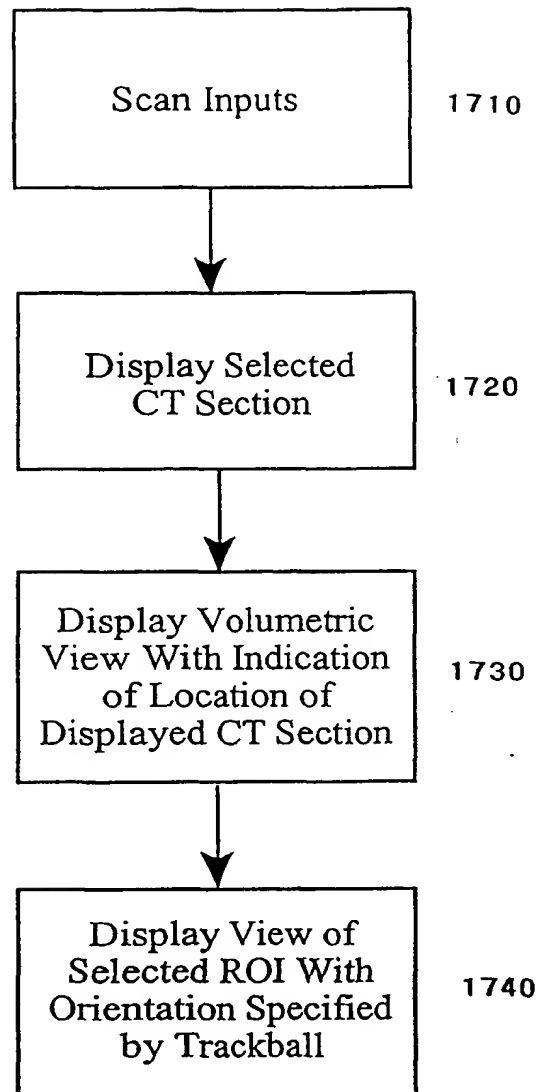 Scan Inputs
1710
Display Selected
CT Section
1720
Display Volumetric
View With Indication
of Location of
Displayed CT Section
1730
Display View of
Selected ROI With
Orientation Specified
by Trackball
1740